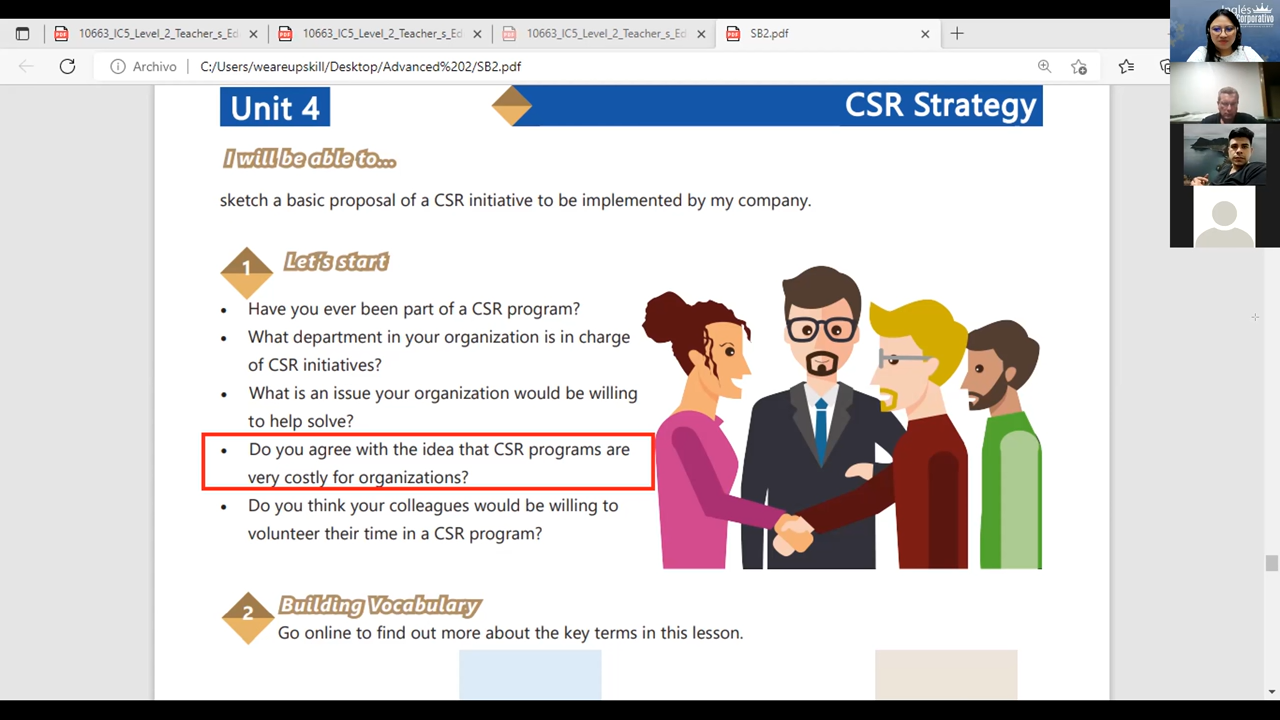 10663_IC5_Level_2_Teacher_s_Ed
10663_IC5_Level_2_Teacher_s_Ed
10663_IC5_Level_2_Teacher_s_Ed
SB2.pdf
Archivo
C:/Users/weareupskill/Desktop/Advanced%202/SB2.pdf
Inglés
Corporativo
Unit 4
CSR Strategy
I will be able to...
sketch a basic proposal of a CSR initiative to be implemented by my company.
1
Let's start
• Have you ever been part of a CSR program?
• What department in your organization is in charge
of CSR initiatives?
• What is an issue your organization would be willing
to help solve?
• Do you agree with the idea that CSR programs are
very costly for organizations?
• Do you think your colleagues would be willing to
volunteer their time in a CSR program?
2
Building Vocabulary
Go online to find out more about the key terms in this lesson.